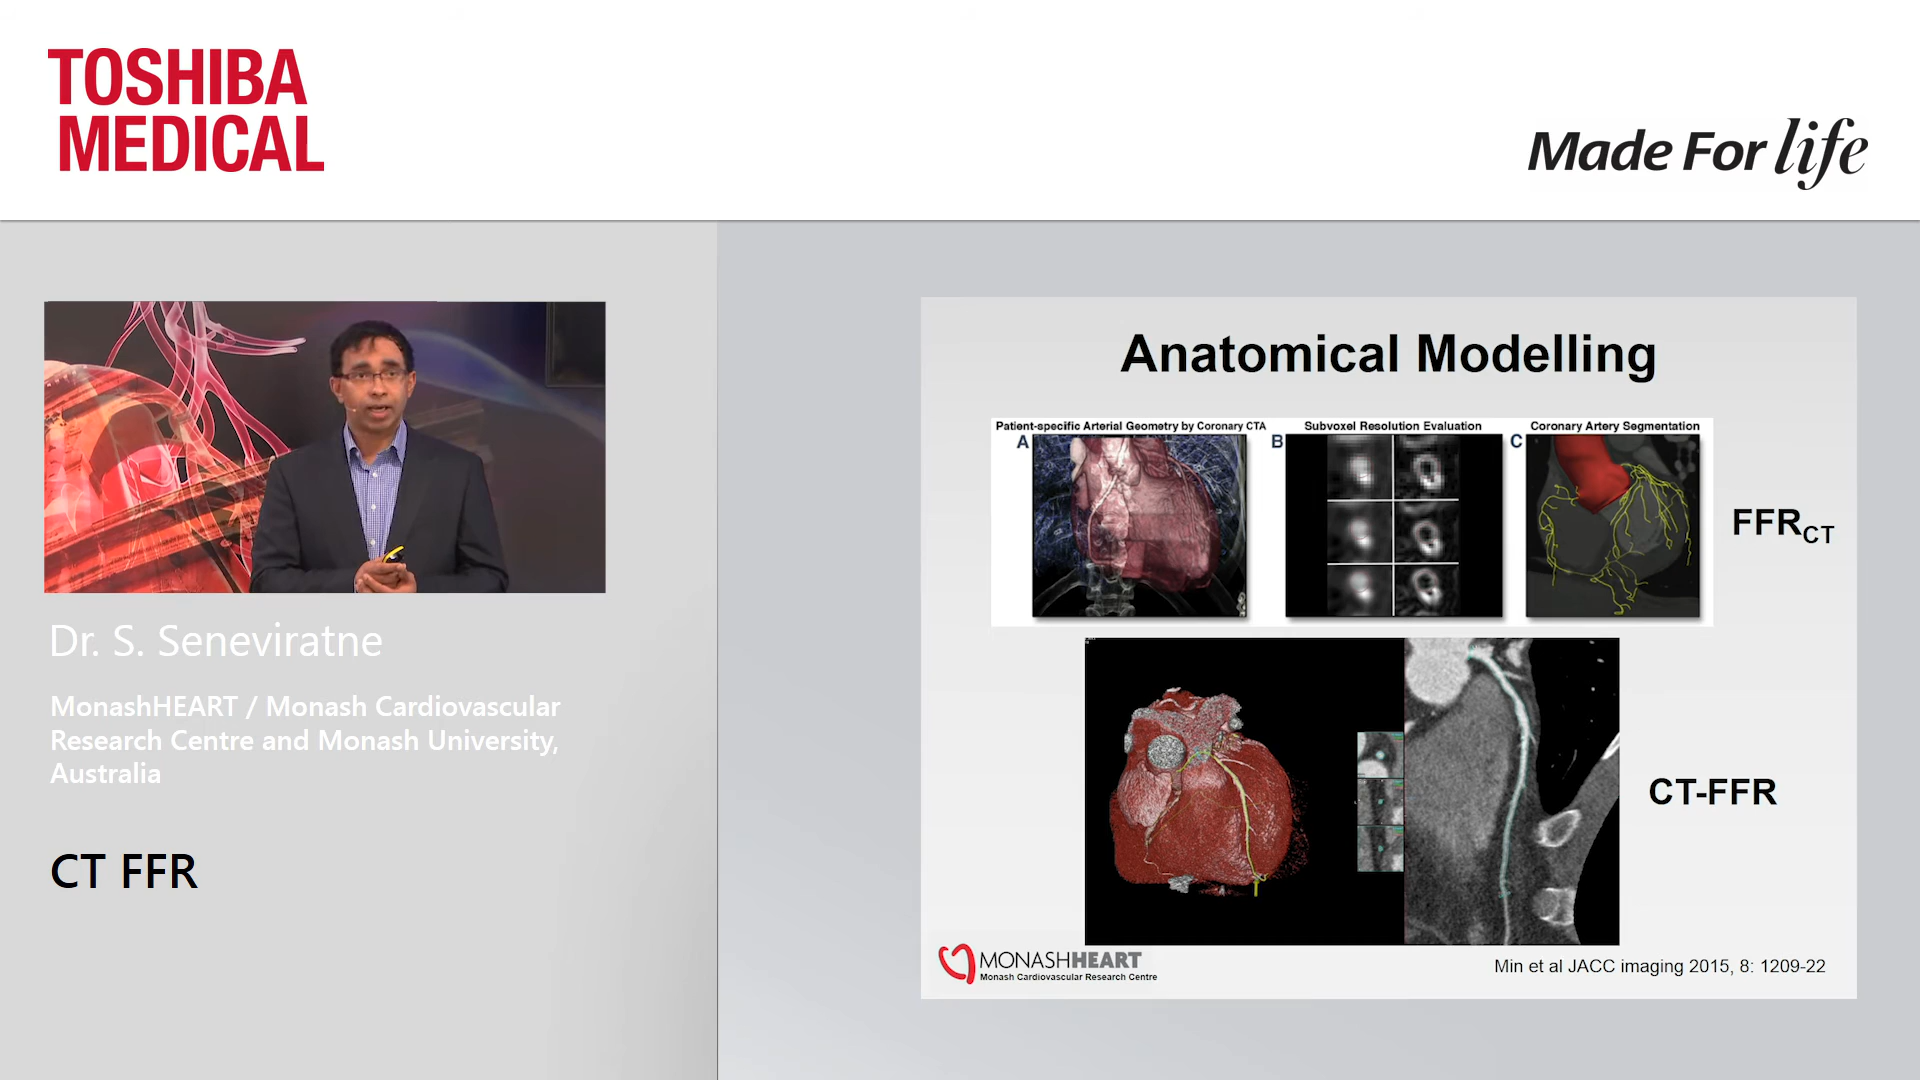 TOSHIBA
MEDICAL
Made For life
Dr. S. Seneviratne
MonashHEART / Monash Cardiovascular
Research Centre and Monash University,
Australia
CT FFR
Anatomical Modelling
Patient-specific Arterial Geometry by Coronary CTA
Subvoxel Resolution Evaluation
Coronary Artery Segmentation
A
B
C
FFRCT
CT-FFR
MONASHHEART
Monash Cardiovascular Research Centre
Min et al JACC imaging 2015, 8: 1209-22